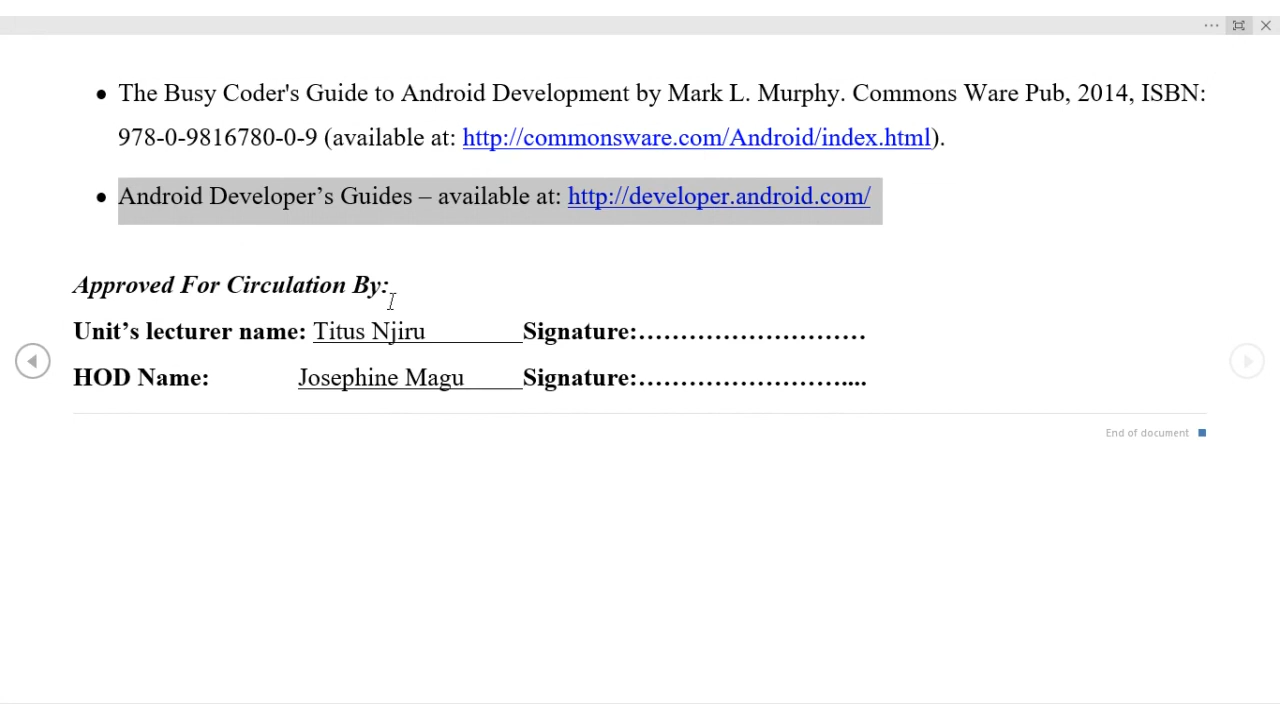 • The Busy Coder's Guide to Android Development by Mark L. Murphy. Commons Ware Pub, 2014, ISBN:
978-0-9816780-0-9 (available at: http://commonsware.com/Android/index.html).
• Android Developer’s Guides – available at: http://developer.android.com/
Approved For Circulation By:
Unit’s lecturer name: Titus Njiru Signature:………………………
HOD Name: Josephine Magu Signature:……………………....
End of document